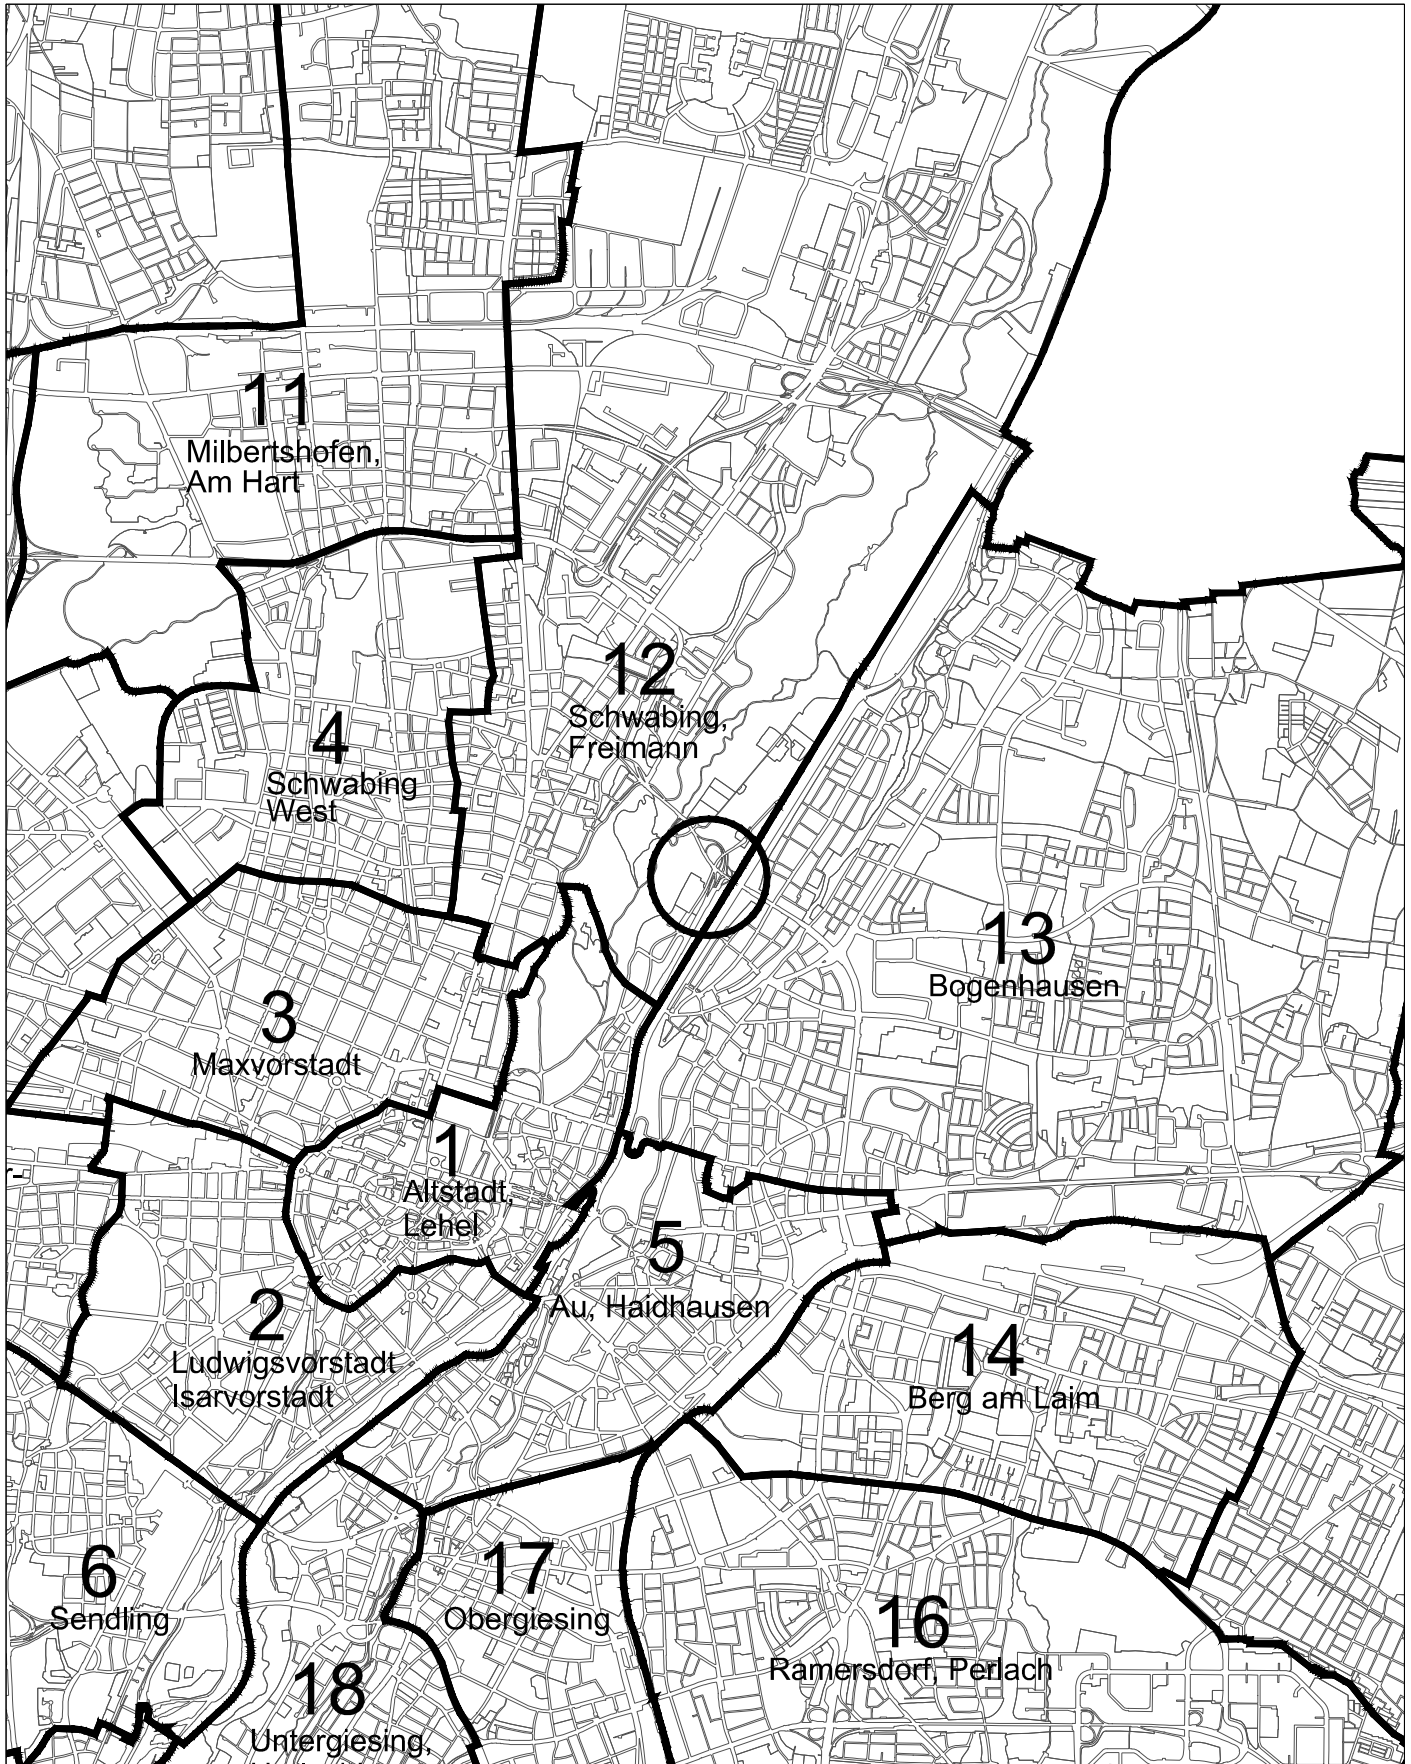 11
Milbertshofen,
Am Hart
12
Schwabing,
Freimann
4
Schwabing
West
13
Bogenhausen
3
Maxvorstadt
1
Altstadt,
Lehel
5
Au, Haidhausen
2
Ludwigsvorstadt
Isarvorstadt
14
Berg am Laim
6
Sendling
17
Obergiesing
16
Ramersdorf, Perlach
18
Untergiesing,